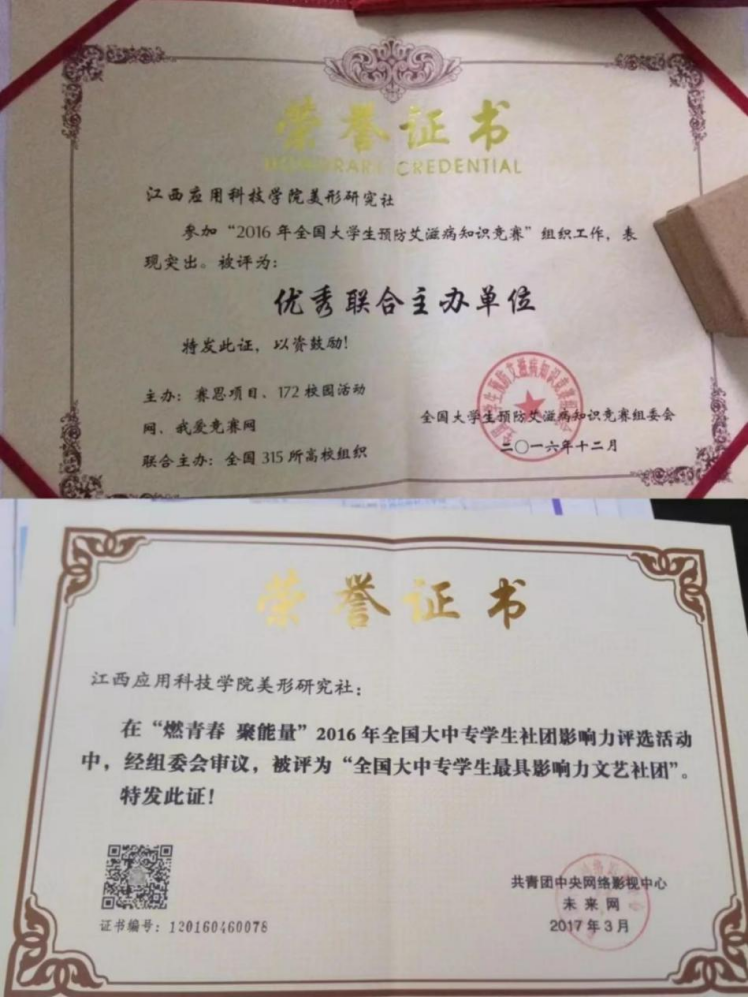 荣誉证书
HONORARY CREDENTIAL
江西应用科技学院美形研究社
参加“2016年全国大学生预防艾滋病知识竞赛”组织工作，表
现突出。被评为：
优秀联合主办单位
特发此证，以资鼓励！
主办：赛思项目、172校园活动
网、我爱竞赛网
联合主办：全国315所高校组织
全国大学生预防艾滋病知识竞赛组委会
二〇一六年十二月
荣誉证书
江西应用科技学院美形研究社：
在“燃青春 聚能量”2016年全国大中专学生社团影响力评选活动
中，经组委会审议，被评为“全国大中专学生最具影响力文艺社团”。
特发此证！
证书编号：120160460078
共青团中央网络影视中心
未来网
2017年3月